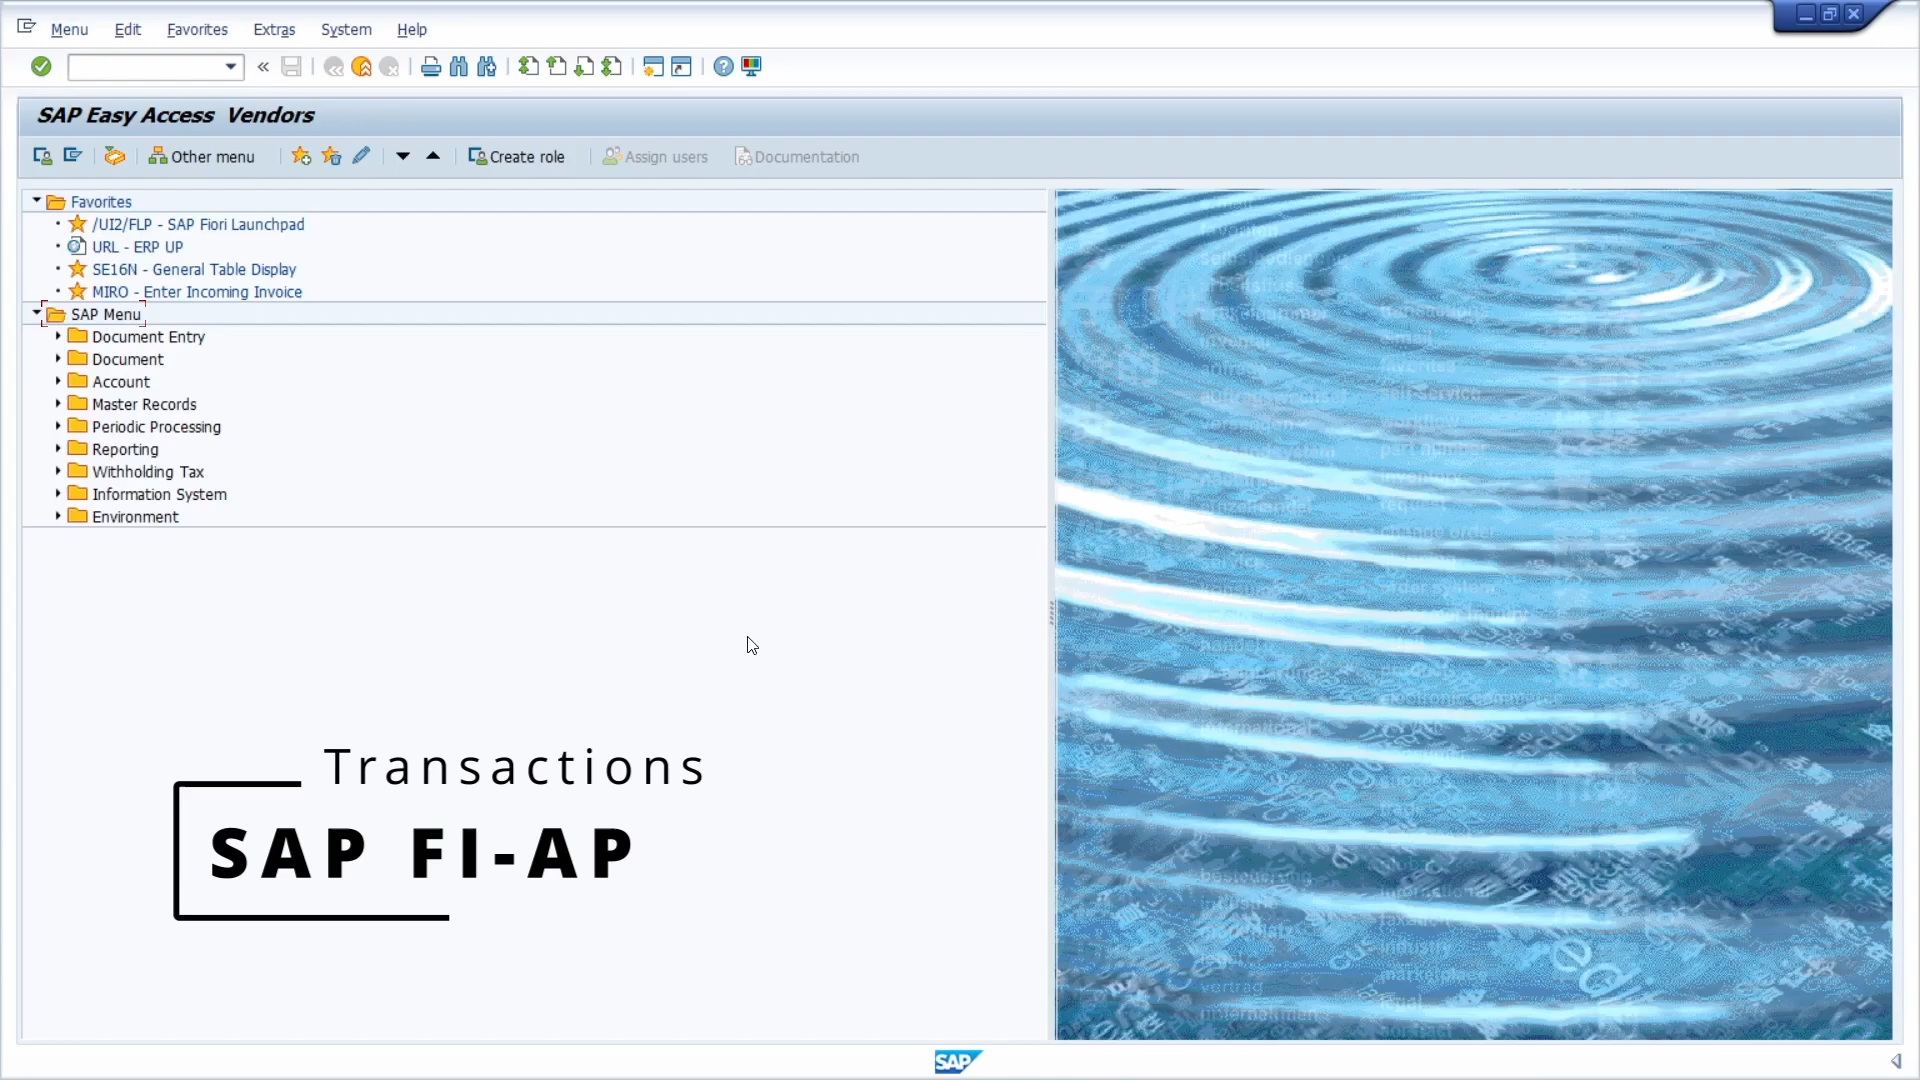 Menu Edit Favorites Extras System Help
SAP Easy Access Vendors
Other menu Create role Assign users Documentation
Favorites
/UI2/FLP - SAP Fiori Launchpad
URL - ERP UP
SE16N - General Table Display
MIRO - Enter Incoming Invoice
SAP Menu
Document Entry
Document
Account
Master Records
Periodic Processing
Reporting
Withholding Tax
Information System
Environment
Transactions
SAP FI-AP
SAP